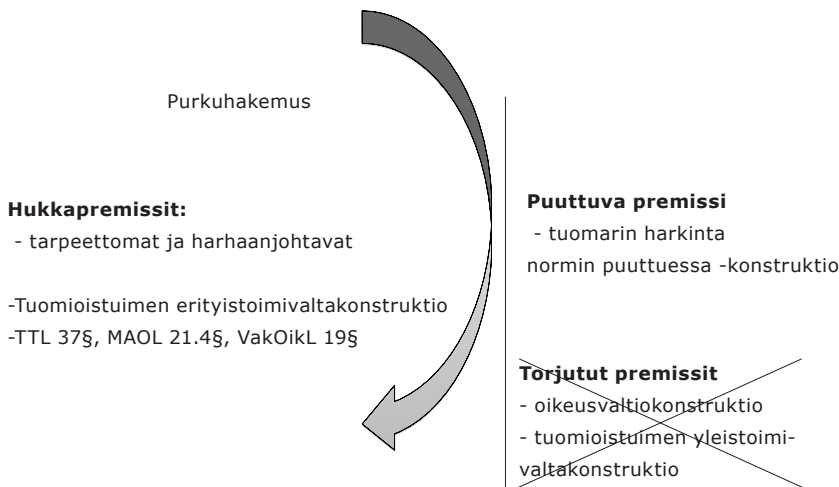 Purkuhakemus
Hukkapremissit:
- tarpeettomat ja harhaanjohtavat
-Tuomioistuimen erityistoimivaltakonstruktio
-TTL 37§, MAOL 21.4§, VakOikL 19§
Puuttuva premissi
- tuomarin harkinta
normin puuttuessa -konstruktio
Torjutut premissit
- oikeusvaltiokonstruktio
- tuomioistuimen yleistoimi-
valtakonstruktio